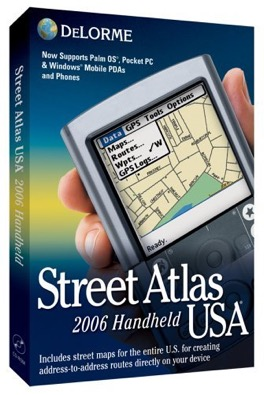 DELORME
Now Supports Palm OS®, Pocket PC
& Windows® Mobile PDAs
and Phones
Data GPS Tools Options
Maps...
Routes...
Wpts... /W
GPS Logs...
Ready.
Street Atlas
2006 Handheld USA®
Includes street maps for the entire U.S. for creating
address-to-address routes directly on your device
Street Atlas USA® 2006 Handheld